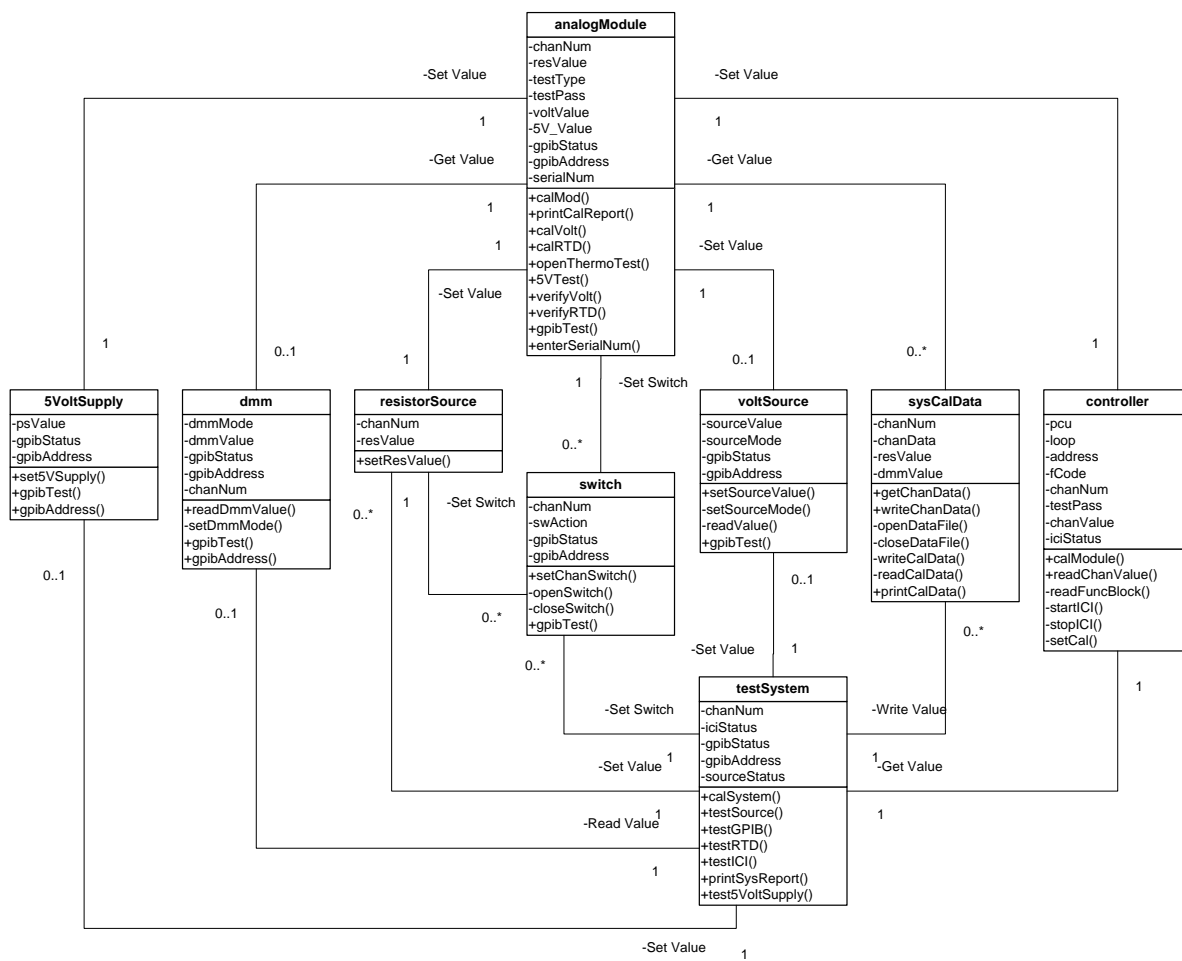 analogModule
-chanNum
-resValue
-testType
-testPass
-voltValue
-5V_Value
-gpibStatus
-gpibAddress
-serialNum
+calMod()
+printCalReport()
+calVolt()
+calRTD()
+openThermoTest()
+5VTest()
+verifyVolt()
+verifyRTD()
+gpibTest()
+enterSerialNum()
-Set Value
-Set Value
1
1
-Get Value
-Get Value
1
1
1
-Set Value
-Set Value
1
1
0..1
1
1
-Set Switch
0..1
0..*
1
0..*
5VoltSupply
-psValue
-gpibStatus
-gpibAddress
+set5VSupply()
+gpibTest()
+gpibAddress()
0..1
dmm
-dmmMode
-dmmValue
-gpibStatus
-gpibAddress
-chanNum
+readDmmValue()
-setDmmMode()
+gpibTest()
+gpibAddress()
0..1
resistorSource
-chanNum
-resValue
+setResValue()
0..*
1
-Set Switch
0..*
switch
-chanNum
-swAction
-gpibStatus
-gpibAddress
+setChanSwitch()
-openSwitch()
-closeSwitch()
+gpibTest()
0..*
voltSource
-sourceValue
-sourceMode
-gpibStatus
-gpibAddress
+setSourceValue()
-setSourceMode()
-readValue()
+gpibTest()
0..1
sysCalData
-chanNum
-chanData
-resValue
-dmmValue
+getChanData()
+writeChanData()
-openDataFile()
-closeDataFile()
-writeCalData()
-readCalData()
+printCalData()
0..*
controller
-pcu
-loop
-address
-fCode
-chanNum
-testPass
-chanValue
-iciStatus
+calModule()
+readChanValue()
-readFuncBlock()
-startICI()
-stopICI()
-setCal()
1
-Set Value
1
testSystem
-chanNum
-iciStatus
-gpibStatus
-gpibAddress
-sourceStatus
+calSystem()
+testSource()
+testGPIB()
+testRTD()
+testICI()
+printSysReport()
+test5VoltSupply()
-Set Switch
1
-Write Value
1
-Set Value
1
-Get Value
1
-Read Value
1
-Set Value
1